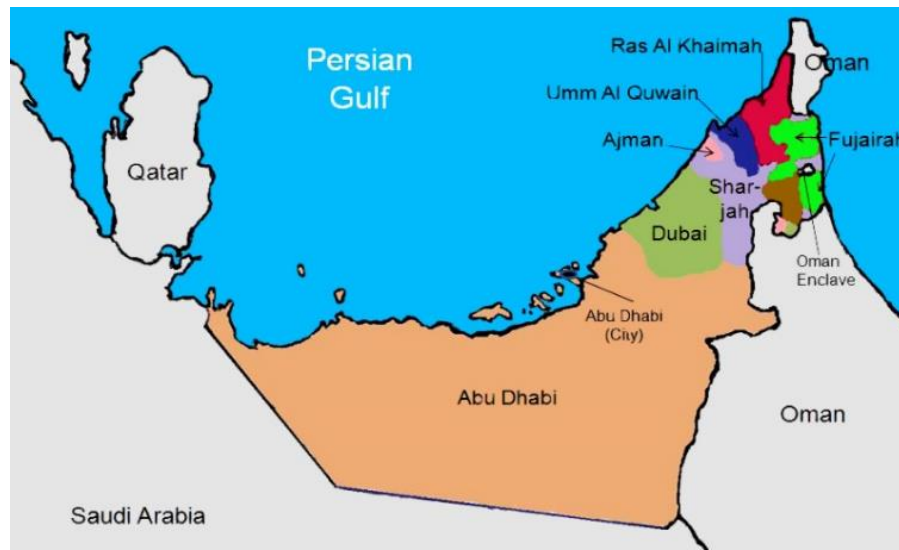 Persian
Gulf
Ras Al Khaimah
Oman
Umm Al Quwain
Ajman
Fujairah
Qatar
Shar-
jah
Dubai
Oman
Enclave
Abu Dhabi
(City)
Abu Dhabi
Oman
Saudi Arabia